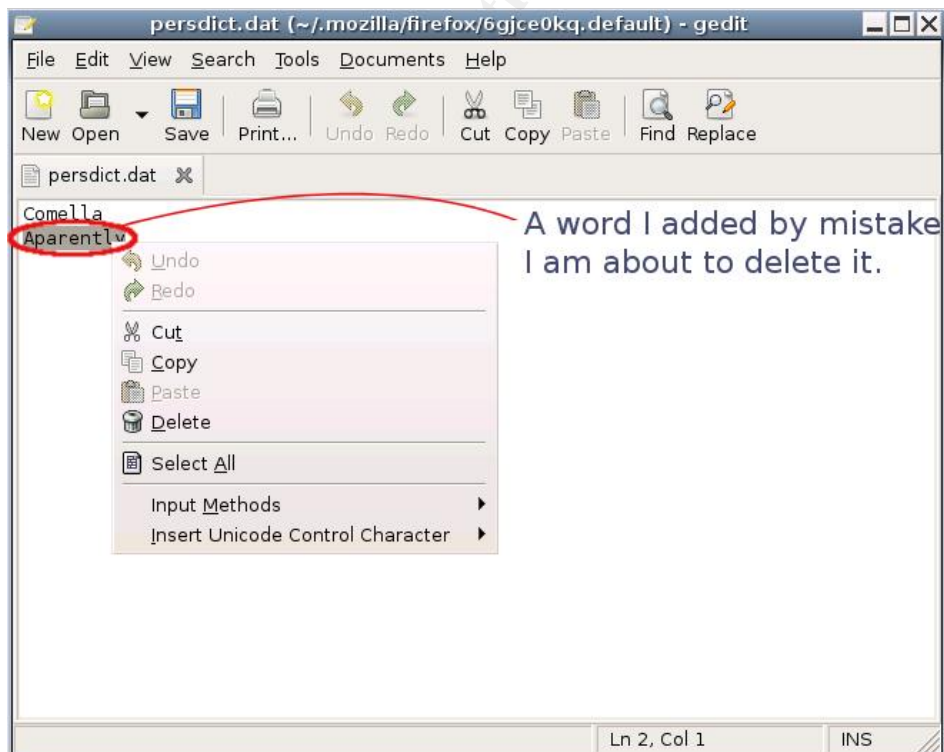 persdict.dat (~/.mozilla/firefox/6gjce0kq.default) - gedit
File Edit View Search Tools Documents Help
New Open Save Print... Undo Redo Cut Copy Paste Find Replace
persdict.dat
Comella
Aparently
A word I added by mistake
I am about to delete it.
Undo
Redo
Cut
Copy
Paste
Delete
Select All
Input Methods
Insert Unicode Control Character
Ln 2, Col 1 INS